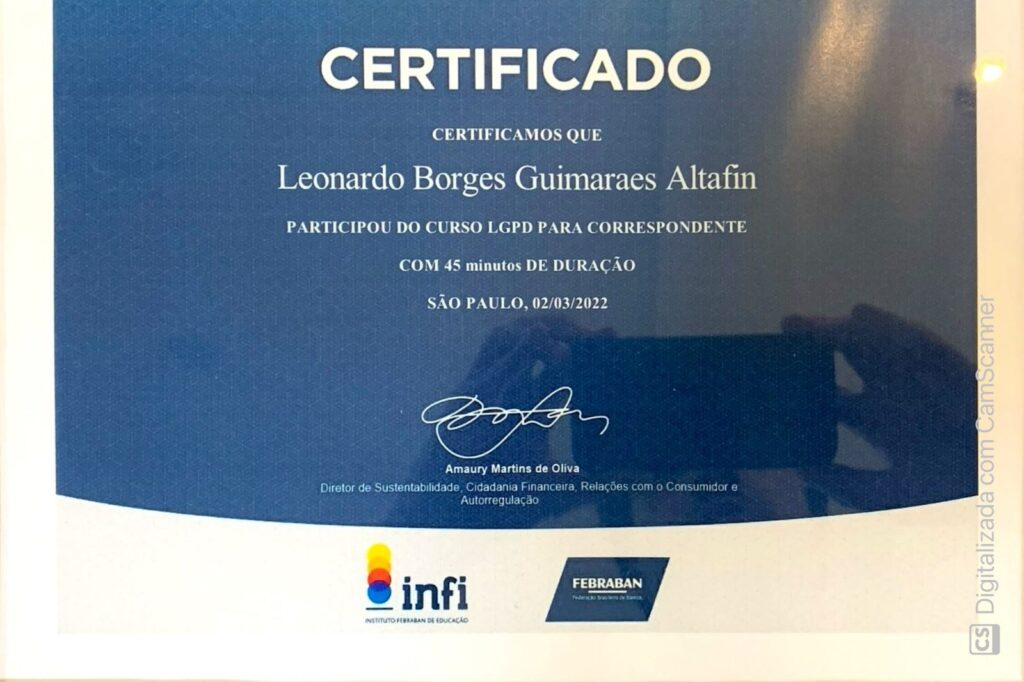 CERTIFICADO
CERTIFICAMOS QUE
Leonardo Borges Guimaraes Altafin
PARTICIPOU DO CURSO LGPD PARA CORRESPONDENTE
COM 45 minutos DE DURAÇÃO
SÃO PAULO, 02/03/2022
Amaury Martins de Oliva
Diretor de Sustentabilidade, Cidadania Financeira, Relações com o Consumidor e
Autorregulação
infi
INSTITUTO FEBRABAN DE EDUCAÇÃO
FEBRABAN
Federação Brasileira de Bancos
CS Digitalizada com CamScanner